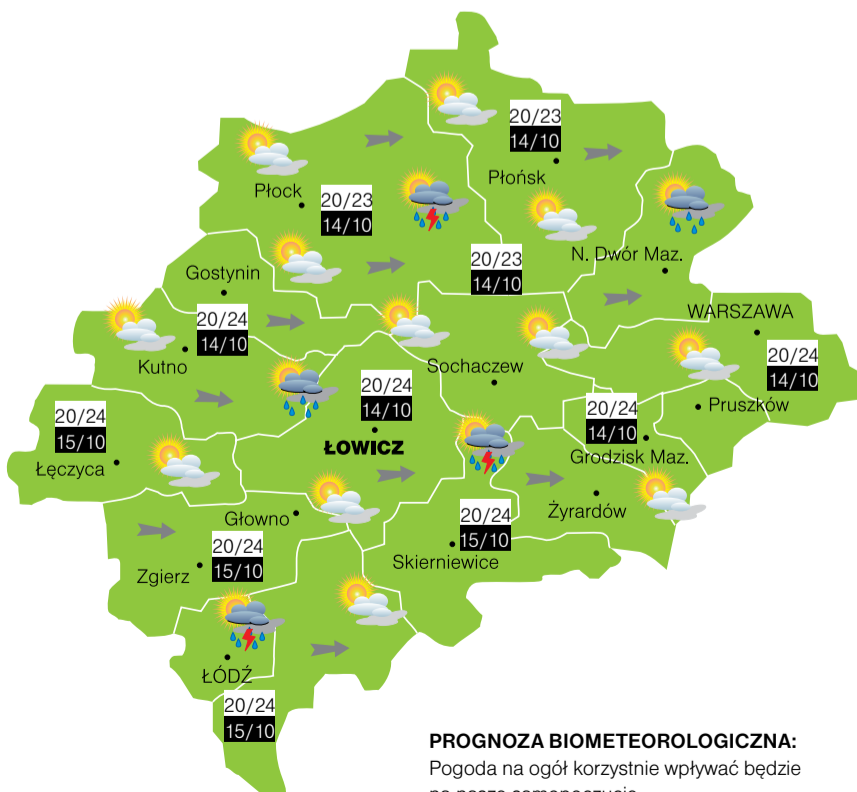 20/23
14/10
Płońsk
Płock
20/23
14/10
N. Dwór Maz.
20/23
14/10
Gostynin
20/24
14/10
Kutno
WARSZAWA
20/24
14/10
Pruszków
Sochaczew
20/24
14/10
ŁOWICZ
20/24
14/10
Grodzisk Maz.
20/24
15/10
Łęczyca
Żyrardów
Głowno
20/24
15/10
Skierniewice
20/24
15/10
Zgierz
ŁÓDŹ
20/24
15/10
PROGNOZA BIOMETEOROLOGICZNA:
Pogoda na ogół korzystnie wpływać będzie
na nasze samopoczucie